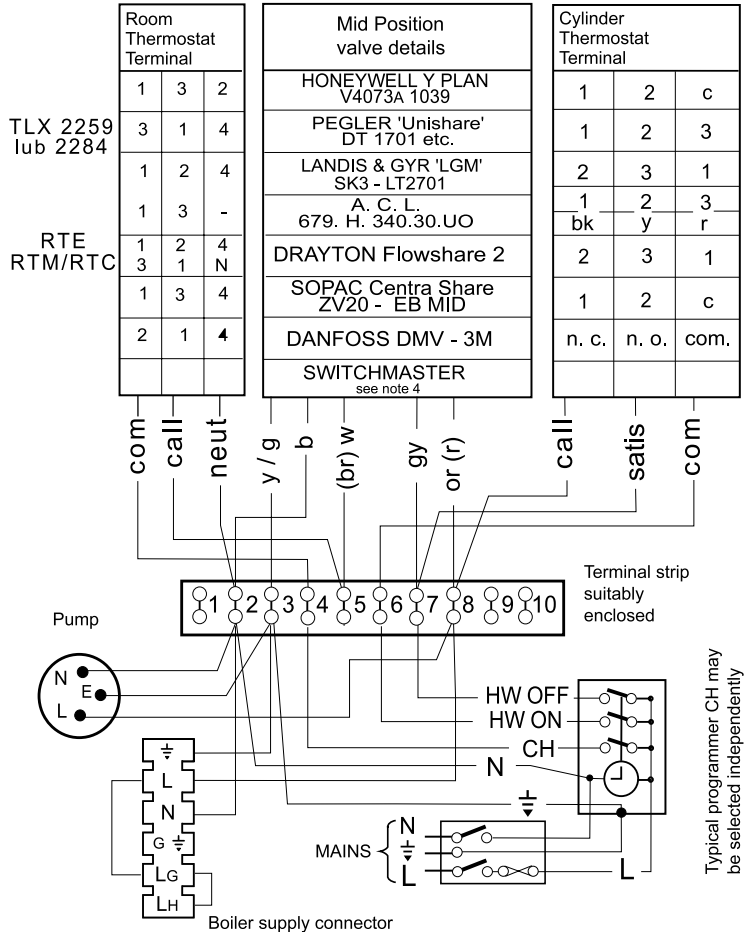 Room
Thermostat
Terminal
1 3 2
TLX 2259
Iub 2284
3 1 4
1 2 4
1 3 -
RTE
RTM/RTC
1 2 4
3 1 N
1 3 4
2 1 4
Mid Position
valve details
HONEYWELL Y PLAN
V4073A 1039
PEGLER 'Unishare'
DT 1701 etc.
LANDIS & GYR 'LGM'
SK3 - LT2701
A. C. L.
679. H. 340.30.UO
DRAYTON Flowshare 2
SOPAC Centra Share
ZV20 - EB MID
DANFOSS DMV - 3M
SWITCHMASTER
see note 4
Cylinder
Thermostat
Terminal
1 2 c
1 2 3
2 3 1
1 2 3
bk y r
2 3 1
1 2 c
n. c. n. o. com.
com
call
neut
y / g
b
(br) w
gy
or (r)
call
satis
com
1 2 3 4 5 6 7 8 9 10
Terminal strip
suitably
enclosed
Pump
N
E
L
HW OFF
HW ON
CH
N
Typical programmer CH may
be selected independently
L
N
G
LG
LH
MAINS
N
L
L
Boiler supply connector